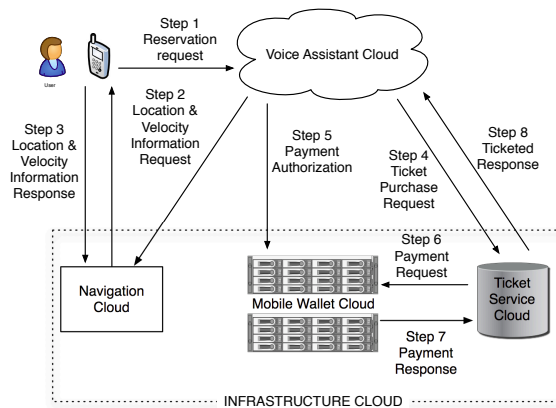 Step 1
Reservation
request
Voice Assistant Cloud
User
Step 2
Location &
Velocity
Information
Request
Step 3
Location &
Velocity
Information
Response
Step 5
Payment
Authorization
Step 4
Ticket
Purchase
Request
Step 8
Ticketed
Response
Step 6
Payment
Request
Navigation
Cloud
Mobile Wallet Cloud
Ticket
Service
Cloud
Step 7
Payment
Response
INFRASTRUCTURE CLOUD